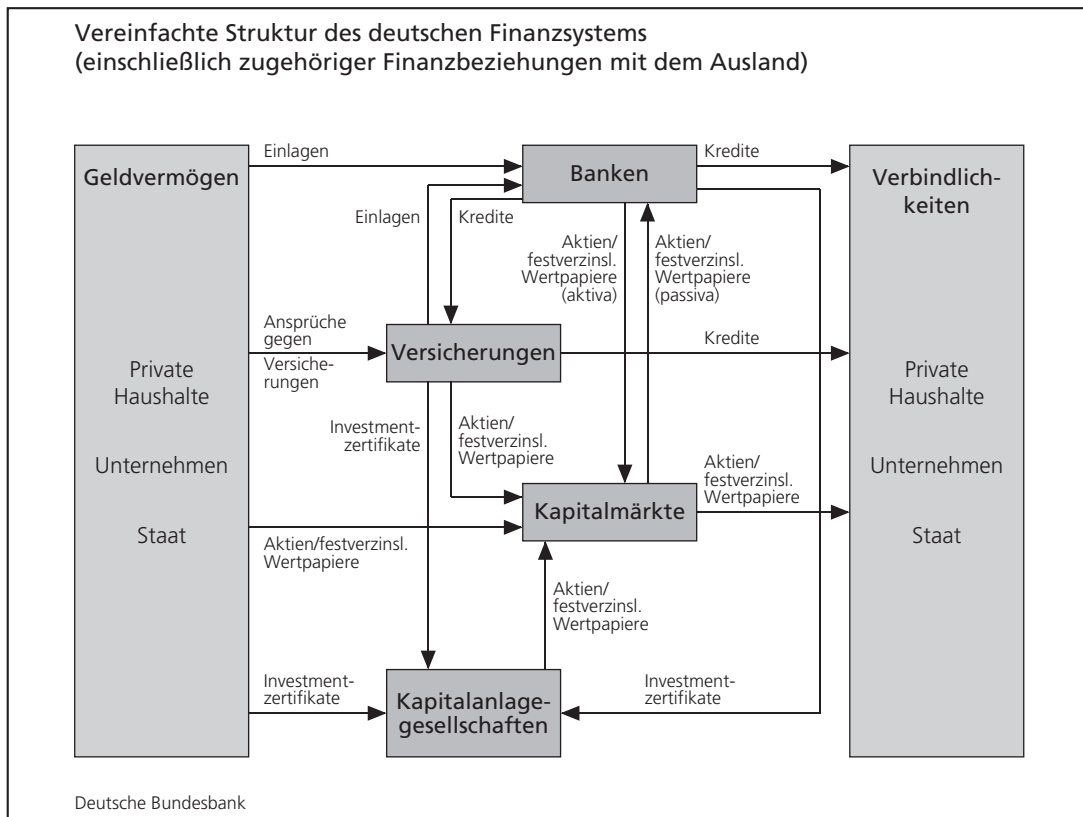 Vereinfachte Struktur des deutschen Finanzsystems
(einschließlich zugehöriger Finanzbeziehungen mit dem Ausland)
Geldvermögen
Private
Haushalte
Unternehmen
Staat
Einlagen
Banken
Kredite
Verbindlich-
keiten
Private
Haushalte
Unternehmen
Staat
Einlagen
Kredite
Aktien/
festverzinsl.
Wertpapiere
(aktiva)
Aktien/
festverzinsl.
Wertpapiere
(passiva)
Ansprüche
gegen
Versiche-
rungen
Versicherungen
Kredite
Investment-
zertifikate
Aktien/
festverzinsl.
Wertpapiere
Kapitalmärkte
Aktien/
festverzinsl.
Wertpapiere
Aktien/festverzinsl.
Wertpapiere
Aktien/
festverzinsl.
Wertpapiere
Investment-
zertifikate
Kapitalanlage-
gesellschaften
Investment-
zertifikate
Deutsche Bundesbank